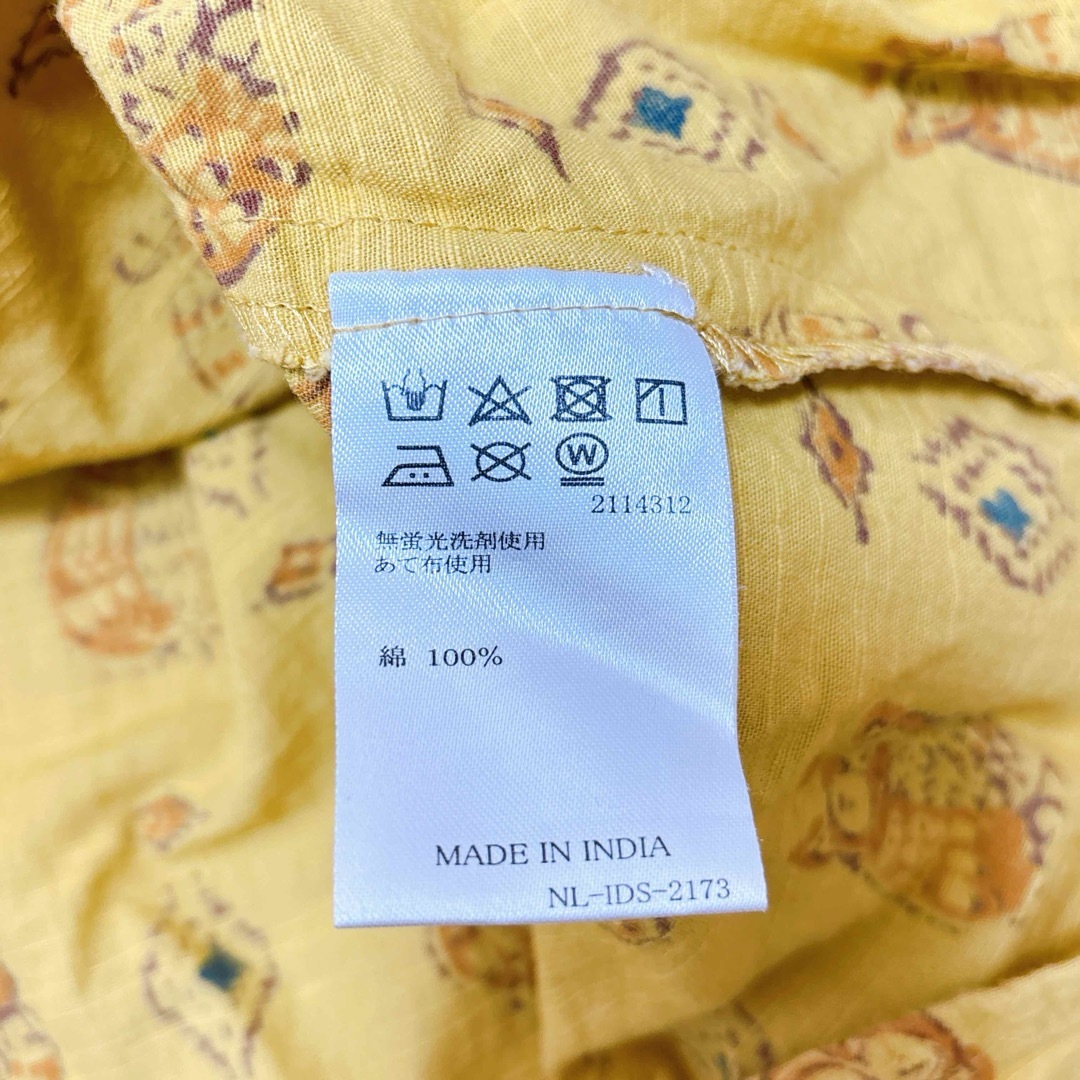 W
2114312
無蛍光洗剤使用
あて布使用
綿 100%
MADE IN INDIA
NL-IDS-2173